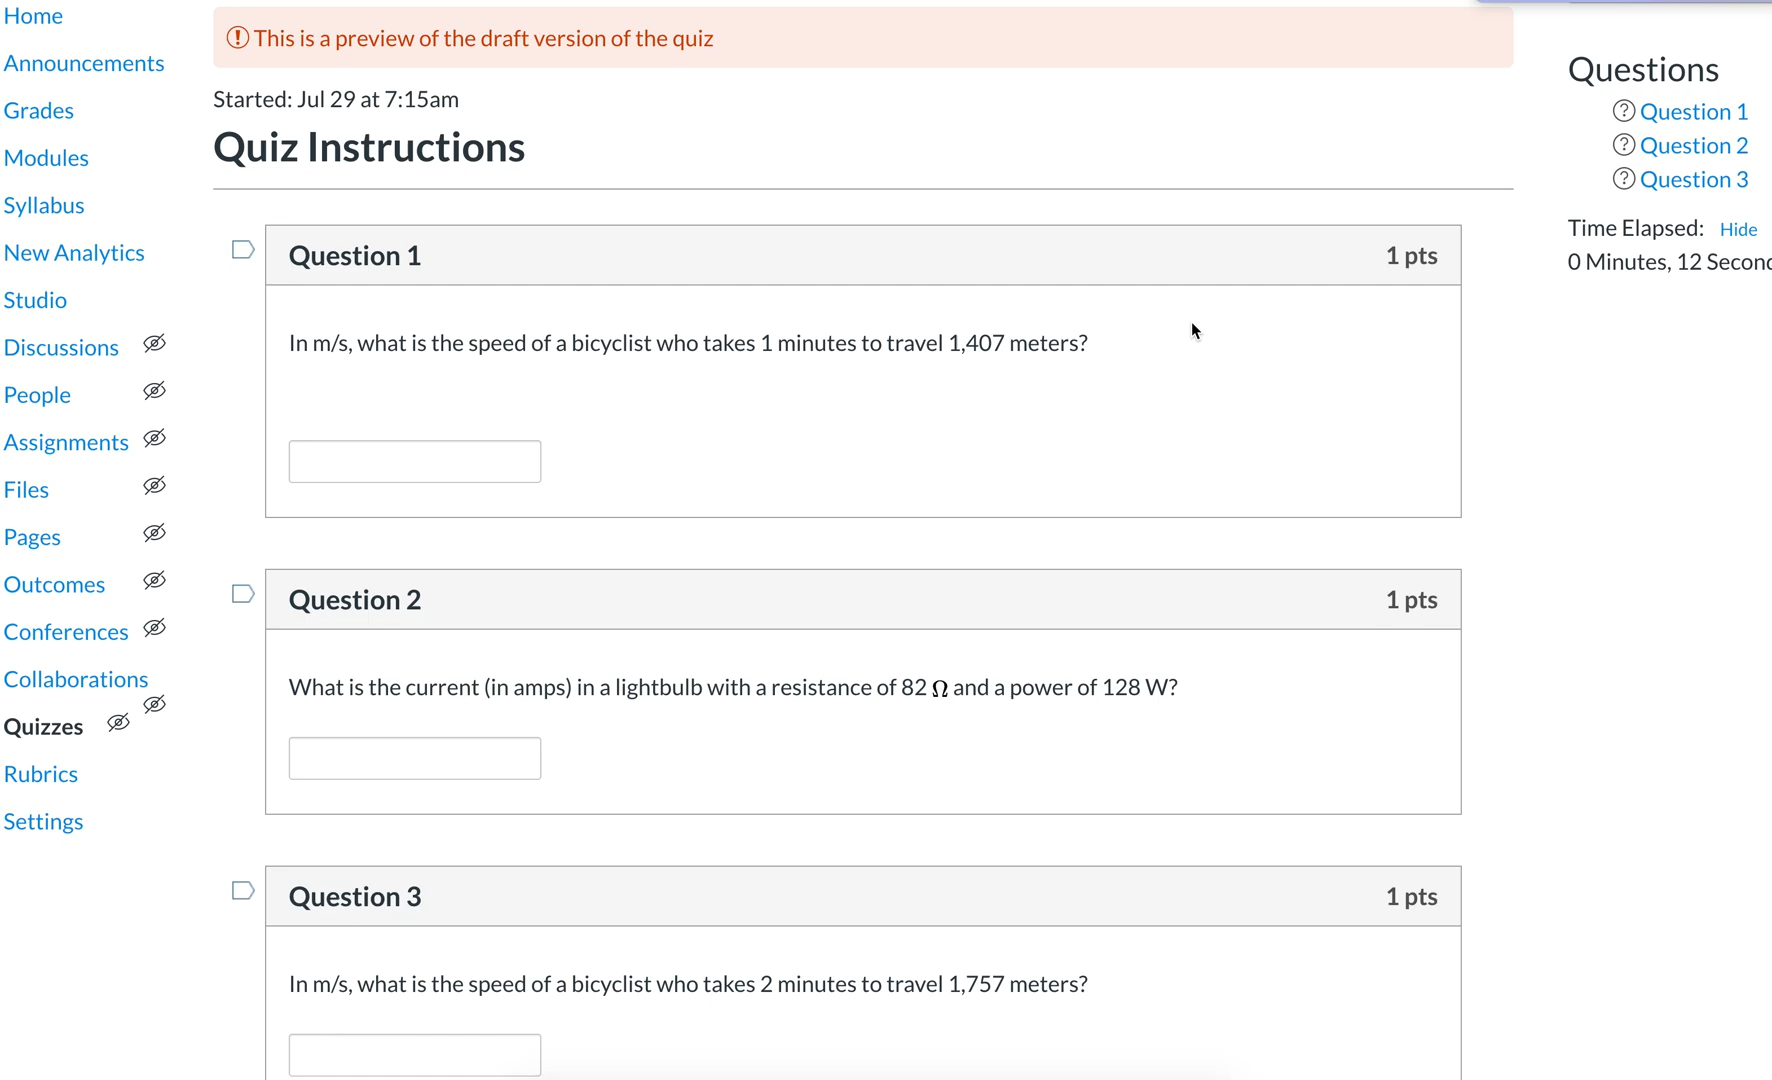 Home
Announcements
Grades
Modules
Syllabus
New Analytics
Studio
Discussions
People
Assignments
Files
Pages
Outcomes
Conferences
Collaborations
Quizzes
Rubrics
Settings
This is a preview of the draft version of the quiz
Started: Jul 29 at 7:15am
Quiz Instructions
Question 1 1 pts
In m/s, what is the speed of a bicyclist who takes 1 minutes to travel 1,407 meters?
Question 2 1 pts
What is the current (in amps) in a lightbulb with a resistance of 82 Ω and a power of 128 W?
Question 3 1 pts
In m/s, what is the speed of a bicyclist who takes 2 minutes to travel 1,757 meters?
Questions
Question 1
Question 2
Question 3
Time Elapsed: Hide
0 Minutes, 12 Second